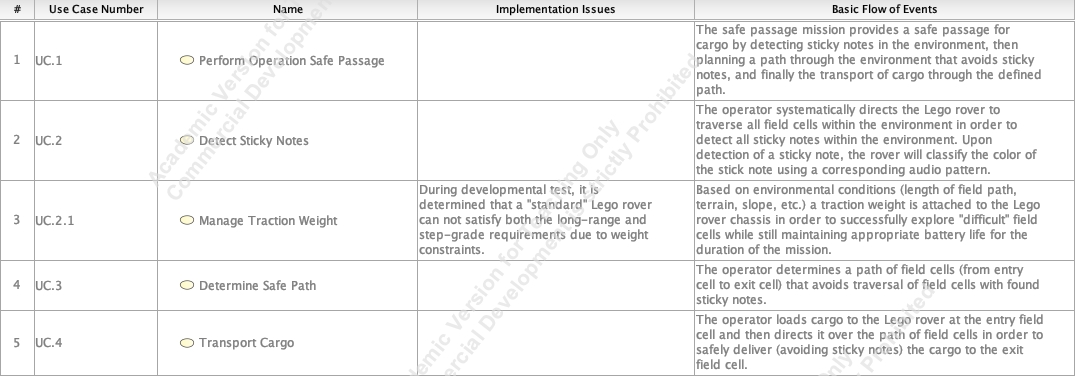 # Use Case Number Name Implementation Issues Basic Flow of Events
1 UC.1 Perform Operation Safe Passage
The safe passage mission provides a safe passage for
cargo by detecting sticky notes in the environment, then
planning a path through the environment that avoids sticky
notes, and finally the transport of cargo through the defined
path.
2 UC.2 Detect Sticky Notes
The operator systematically directs the Lego rover to
traverse all field cells within the environment in order to
detect all sticky notes within the environment. Upon
detection of a sticky note, the rover will classify the color of
the stick note using a corresponding audio pattern.
3 UC.2.1 Manage Traction Weight
During developmental test, it is
determined that a "standard" Lego rover
can not satisfy both the long-range and
step-grade requirements due to weight
constraints.
Based on environmental conditions (length of field path,
terrain, slope, etc.) a traction weight is attached to the Lego
rover chassis in order to successfully explore "difficult" field
cells while still maintaining appropriate battery life for the
duration of the mission.
4 UC.3 Determine Safe Path
The operator determines a path of field cells (from entry
cell to exit cell) that avoids traversal of field cells with found
sticky notes.
5 UC.4 Transport Cargo
The operator loads cargo to the Lego rover at the entry field
cell and then directs it over the path of field cells in order to
safely deliver (avoiding sticky notes) the cargo to the exit
field cell.
Academic Version for
Commercial Development
Version for Teaching Only
Development is Strictly Prohibited
Only
Prohibited